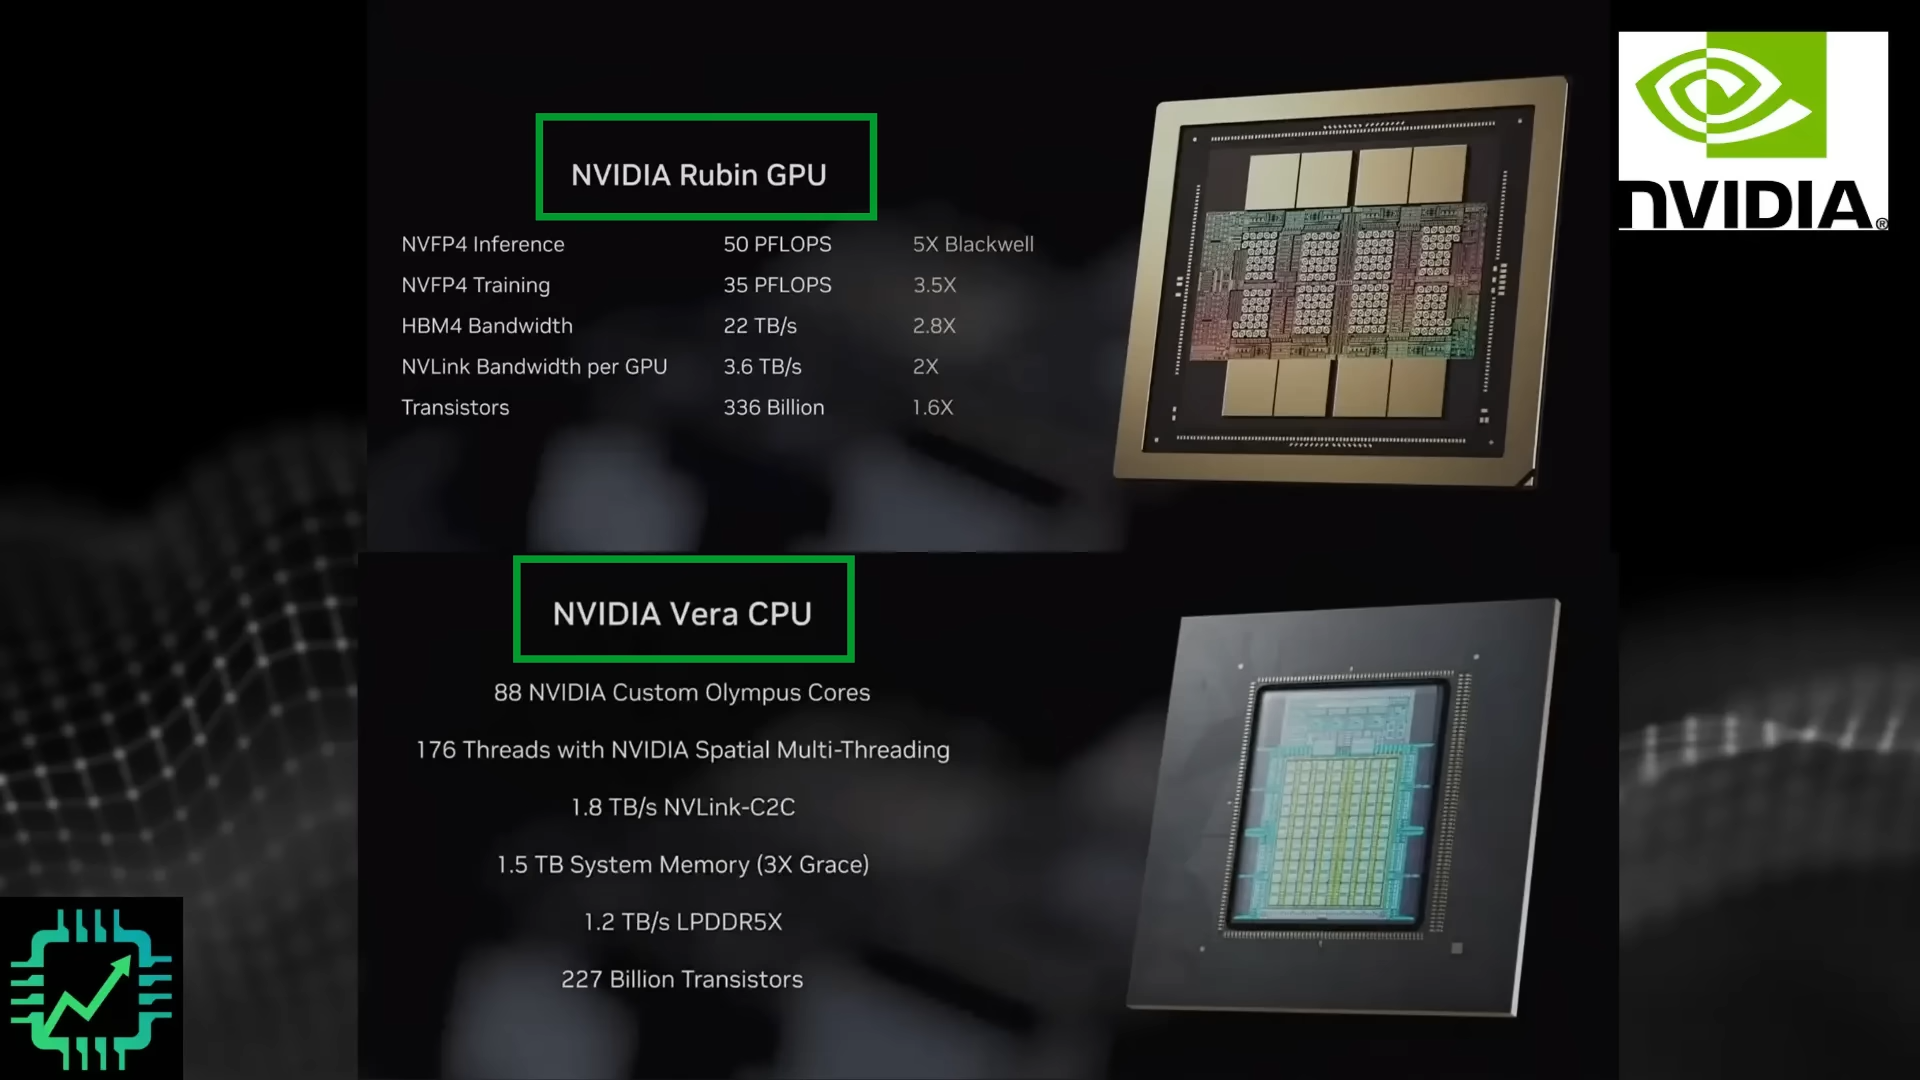 NVIDIA Rubin GPU
NVFP4 Inference 50 PFLOPS 5X Blackwell
NVFP4 Training 35 PFLOPS 3.5X
HBM4 Bandwidth 22 TB/s 2.8X
NVLink Bandwidth per GPU 3.6 TB/s 2X
Transistors 336 Billion 1.6X
nVIDIA®
NVIDIA Vera CPU
88 NVIDIA Custom Olympus Cores
176 Threads with NVIDIA Spatial Multi-Threading
1.8 TB/s NVLink-C2C
1.5 TB System Memory (3X Grace)
1.2 TB/s LPDDR5X
227 Billion Transistors